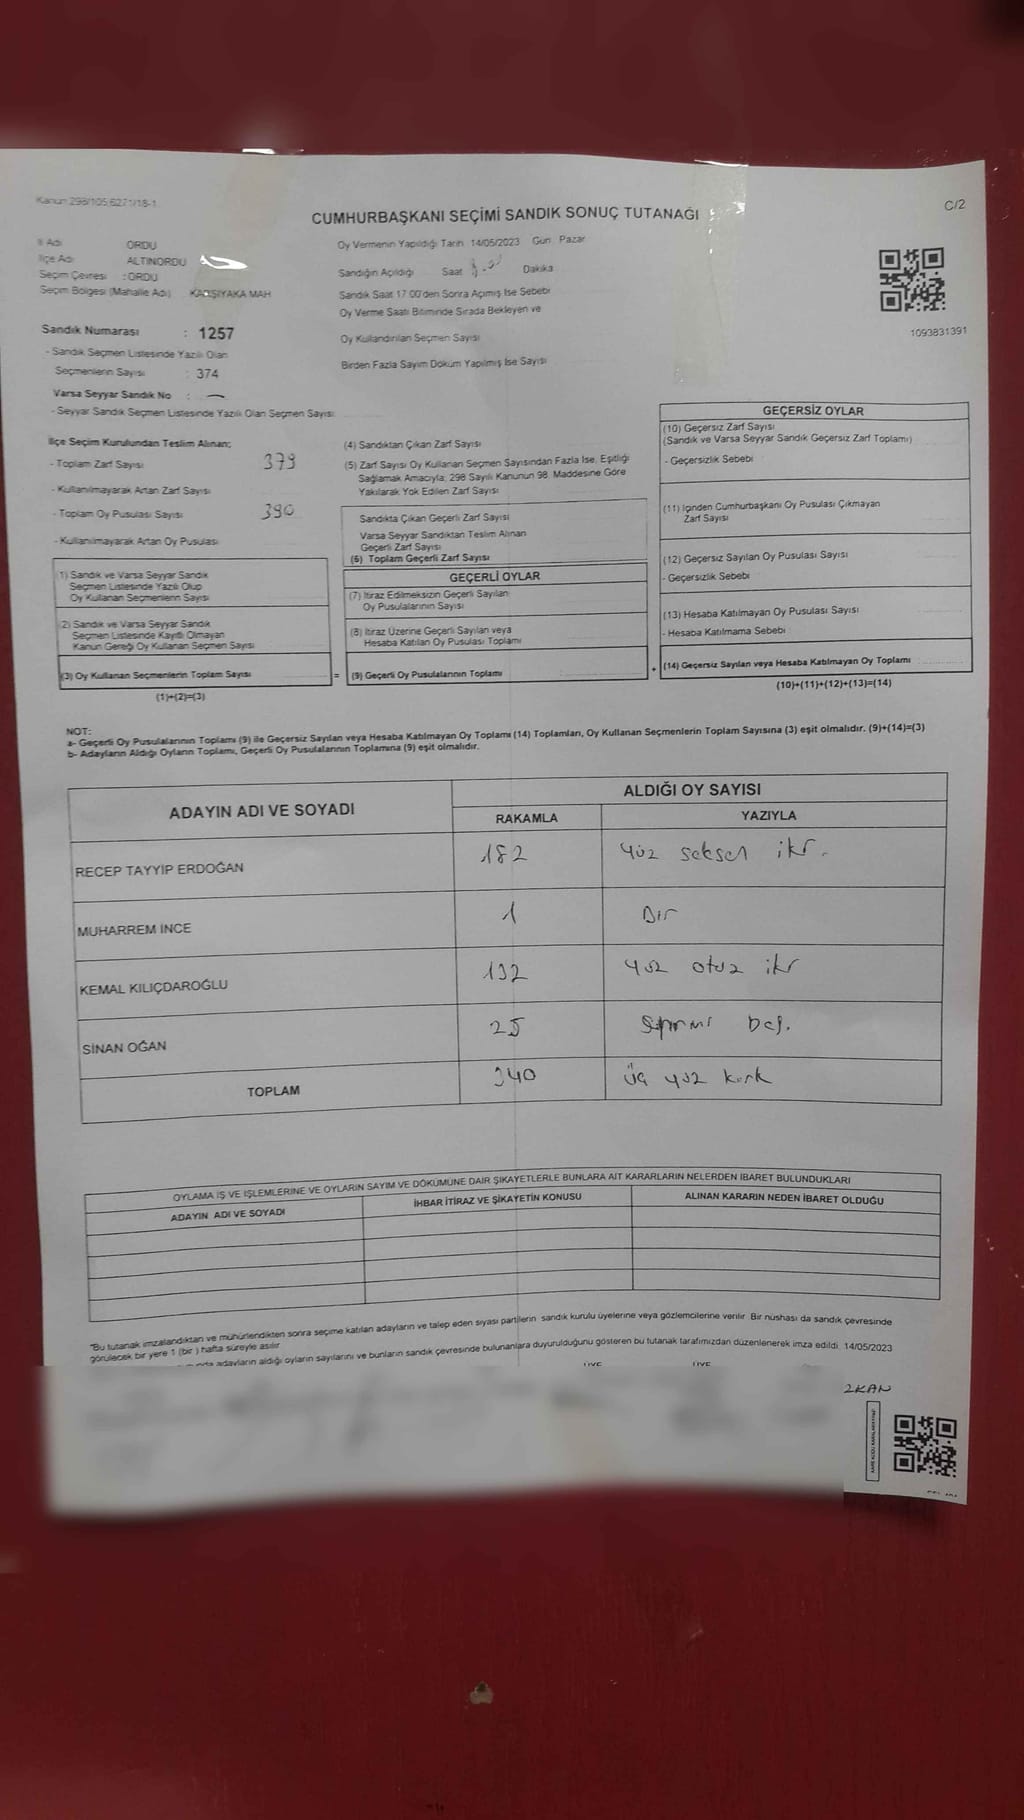 Kanun 298/105 6271/18-1
C/2
CUMHURBAŞKANI SEÇİMİ SANDIK SONUÇ TUTANAĞI
İl Adı ORDU
İlçe Adı ALTINORDU
Seçim Çevresi : ORDU
Seçim Bölgesi (Mahalle Adı) KARŞIYAKA MAH
Oy Vermenin Yapıldığı Tarih 14/05/2023 Gün Pazar
Sandığın Açıldığı Saat Dakika
Sandık Saat 17.00'den Sonra Açılmış İse Sebebi
Oy Verme Saati Bitiminde Sırada Bekleyen ve
Oy Kullandırılan Seçmen Sayısı
Birden Fazla Sayım Döküm Yapılmış İse Sayısı
1093831391
Sandık Numarası : 1257
- Sandık Seçmen Listesinde Yazılı Olan
Seçmenlerin Sayısı : 374
Varsa Seyyar Sandık No : —
- Seyyar Sandık Seçmen Listesinde Yazılı Olan Seçmen Sayısı
İlçe Seçim Kurulundan Teslim Alınan;
- Toplam Zarf Sayısı 379
- Kullanılmayarak Artan Zarf Sayısı
- Toplam Oy Pusulası Sayısı 390
- Kullanılmayarak Artan Oy Pusulası
(4) Sandıktan Çıkan Zarf Sayısı
(5) Zarf Sayısı Oy Kullanan Seçmen Sayısından Fazla İse, Eşitliği
Sağlamak Amacıyla; 298 Sayılı Kanunun 98. Maddesine Göre
Yakılarak Yok Edilen Zarf Sayısı
Sandıkta Çıkan Geçerli Zarf Sayısı
Varsa Seyyar Sandıktan Teslim Alınan
Geçerli Zarf Sayısı
(6) Toplam Geçerli Zarf Sayısı
GEÇERSİZ OYLAR
(10) Geçersiz Zarf Sayısı
(Sandık ve Varsa Seyyar Sandık Geçersiz Zarf Toplamı)
- Geçersizlik Sebebi
(11) İçinden Cumhurbaşkanı Oy Pusulası Çıkmayan
Zarf Sayısı
(12) Geçersiz Sayılan Oy Pusulası Sayısı
- Geçersizlik Sebebi
(13) Hesaba Katılmayan Oy Pusulası Sayısı
- Hesaba Katılmama Sebebi
(14) Geçersiz Sayılan veya Hesaba Katılmayan Oy Toplamı
(10)+(11)+(12)+(13)=(14)
1) Sandık ve Varsa Seyyar Sandık
Seçmen Listesinde Yazılı Olup
Oy Kullanan Seçmenlerin Sayısı
2) Sandık ve Varsa Seyyar Sandık
Seçmen Listesinde Kayıtlı Olmayan
Kanun Gereği Oy Kullanan Seçmen Sayısı
(3) Oy Kullanan Seçmenlerin Toplam Sayısı =
(1)+(2)=(3)
GEÇERLİ OYLAR
(7) İtiraz Edilmeksizin Geçerli Sayılan
Oy Pusulalarının Sayısı
(8) İtiraz Üzerine Geçerli Sayılan veya
Hesaba Katılan Oy Pusulası Toplamı
(9) Geçerli Oy Pusulalarının Toplamı +
NOT:
a- Geçerli Oy Pusulalarının Toplamı (9) ile Geçersiz Sayılan veya Hesaba Katılmayan Oy Toplamı (14) Toplamları, Oy Kullanan Seçmenlerin Toplam Sayısına (3) eşit olmalıdır. (9)+(14)=(3)
b- Adayların Aldığı Oyların Toplamı, Geçerli Oy Pusulalarının Toplamına (9) eşit olmalıdır.
ADAYIN ADI VE SOYADI
ALDIĞI OY SAYISI
RAKAMLA YAZIYLA
RECEP TAYYİP ERDOĞAN 182 yüz seksen iki.
MUHARREM İNCE 1 bir
KEMAL KILIÇDAROĞLU 132 yüz otuz iki
SİNAN OĞAN 25 beş.
TOPLAM 340 üç yüz kırk
OYLAMA İŞ VE İŞLEMLERİNE VE OYLARIN SAYIM VE DÖKÜMÜNE DAİR ŞİKAYETLERLE BUNLARA AİT KARARLARIN NELERDEN İBARET BULUNDUKLARI
ADAYIN ADI VE SOYADI İHBAR İTİRAZ VE ŞİKAYETİN KONUSU ALINAN KARARIN NEDEN İBARET OLDUĞU
"Bu tutanak imzalandıktan ve mühürlendikten sonra seçime katılan adayların ve talep eden siyasi partilerin sandık kurulu üyelerine veya gözlemcilerine verilir. Bir nüshası da sandık çevresinde
görülecek bir yere 1 (bir) hafta süreyle asılır
adayların aldığı oyların sayılarını ve bunların sandık çevresinde bulunanlara duyurulduğunu gösteren bu tutanak tarafımızdan düzenlenerek imza edildi. 14/05/2023
ÜYE ÜYE